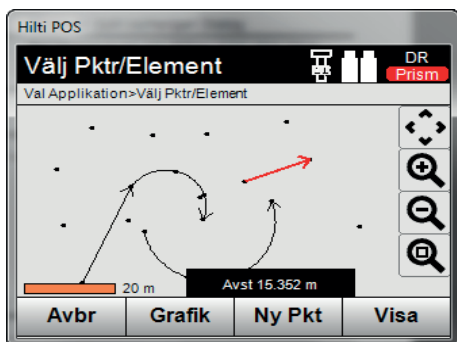 Hilti POS
Välj Pktr/Element
DR
Prism
Val Applikation>Välj Pktr/Element
20 m
Avst 15.352 m
Avbr
Grafik
Ny Pkt
Visa